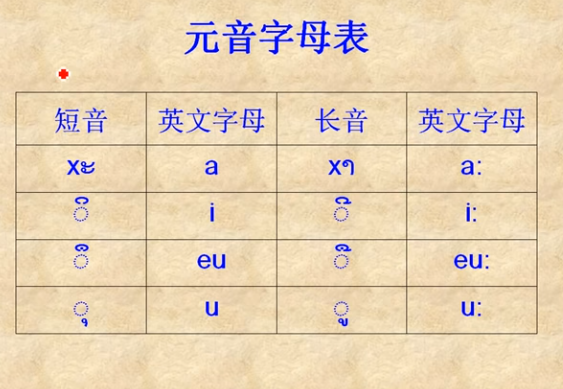 元音字母表
短音 英文字母 长音 英文字母
xະ a xາ a:
◌ິ i ◌ີ i:
◌ຶ eu ◌ື eu:
◌ຸ u ◌ູ u: